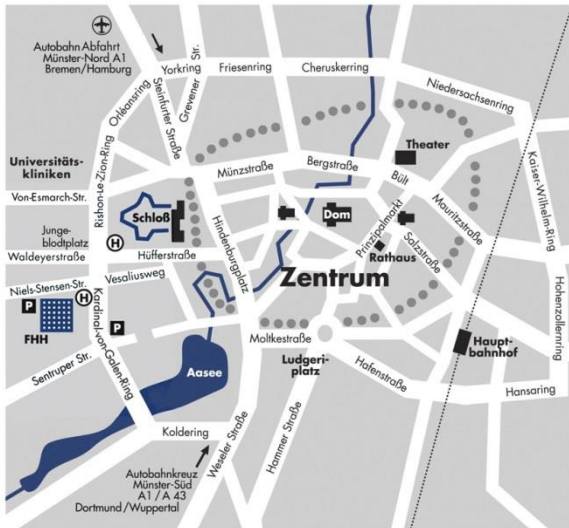 Autobahn Abfahrt
Münster-Nord A1
Bremen/Hamburg
Yorkring
Grevener Str.
Friesenring
Cheruskerring
Niedersachsenring
Orléansring
Steinfurter Straße
Theater
Universitäts-
kliniken
Rishon-Le-Zion-Ring
Münzstraße
Bergstraße
Bült
Kaiser-Wilhelm-Ring
Von-Esmarch-Str.
Mauritzstraße
Schloß
Dom
Junge-
blodtplatz
H
Hindenburgplatz
Prinzipalmarkt
Salzstraße
Waldeyerstraße
Hüfferstraße
Rathaus
Vesaliusweg
Zentrum
Niels-Stensen-Str.
H
P
Hohenzollernring
FHH
Kardinal-von-Galen-Ring
P
Moltkestraße
Haupt-
bahnhof
Sentruper Str.
Aasee
Ludgeri-
platz
Hafenstraße
Hansaring
Koldering
Weseler Straße
Hammer Straße
Autobahnkreuz
Münster-Süd
A1/A 43
Dortmund/Wuppertal